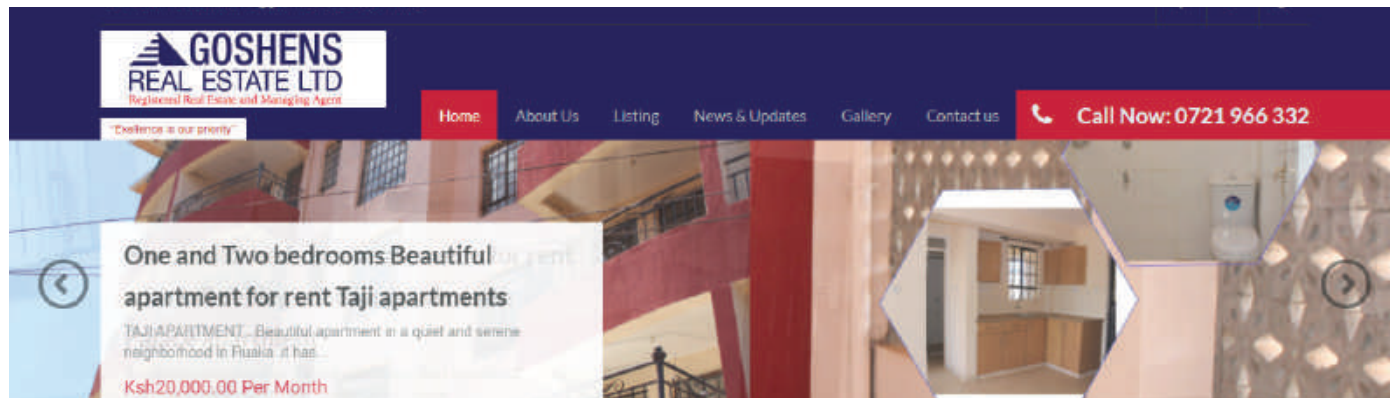 GOSHENS
REAL ESTATE LTD
Registered Real Estate and Managing Agent
"Exellence is our priority"
Home About Us Listing News & Updates Gallery Contact us Call Now: 0721 966 332
One and Two bedrooms Beautiful
apartment for rent Taji apartments
TAJI APARTMENT.. Beautiful apartment in a quiet and serene
neighborhood in Ruaka .it has...
Ksh20,000.00 Per Month